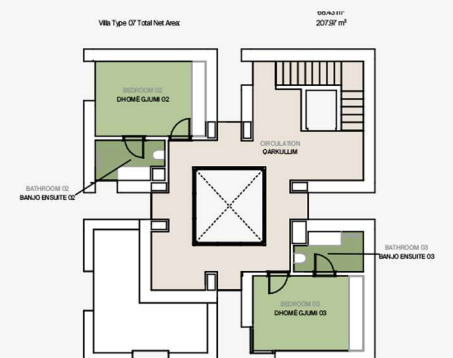 Villa Type 07 Total Net Area:
207.97 m²
BEDROOM 02
DHOMË GJUMI 02
CIRCULATION
QARKULLIM
BATHROOM 02
BANJO ENSUITE 02
BATHROOM 03
BANJO ENSUITE 03
BEDROOM 03
DHOMË GJUMI 03